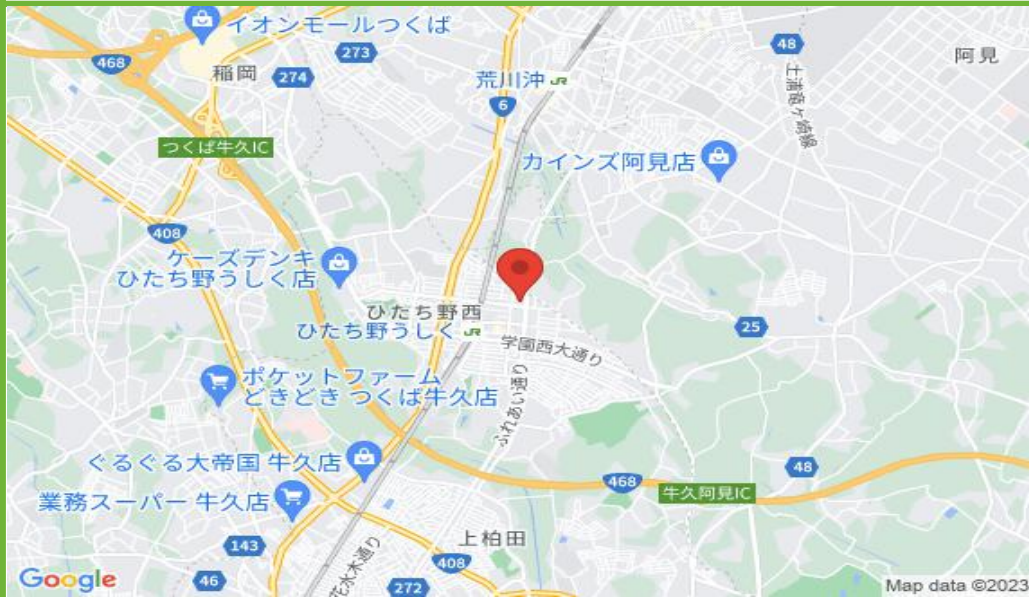 イオンモールつくば
468
273
稲岡
274
荒川沖
JR
6
48
阿見
土浦竜ヶ崎線
つくば牛久IC
カインズ阿見店
408
ケーズデンキ
ひたち野うしく店
ひたち野西
ひたち野うしく
JR
25
学園西大通り
ポケットファーム
どきどき つくば牛久店
ふれあい通り
ぐるぐる大帝国 牛久店
468
48
牛久阿見IC
業務スーパー 牛久店
143
上柏田
花水木通り
408
46
272
Google
Map data ©2023